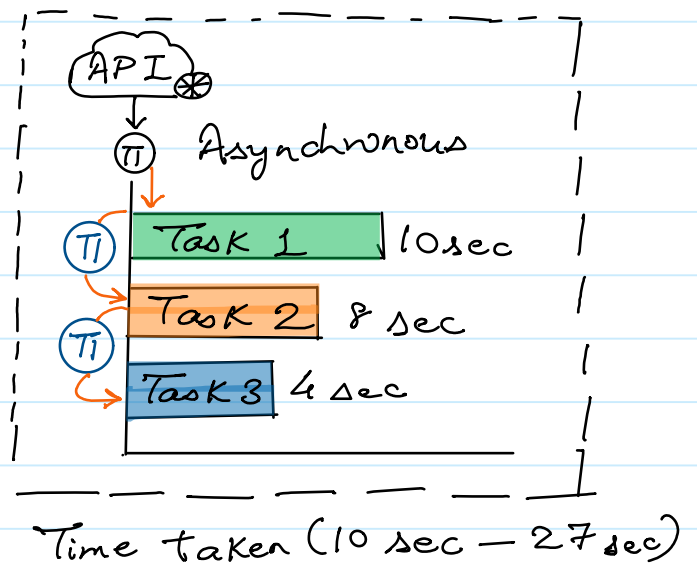 API
T1
Asynchronous
Task 1 10sec
T1
Task 2 8 sec
T1
Task 3 4 sec
Time taken (10 sec – 27 sec)